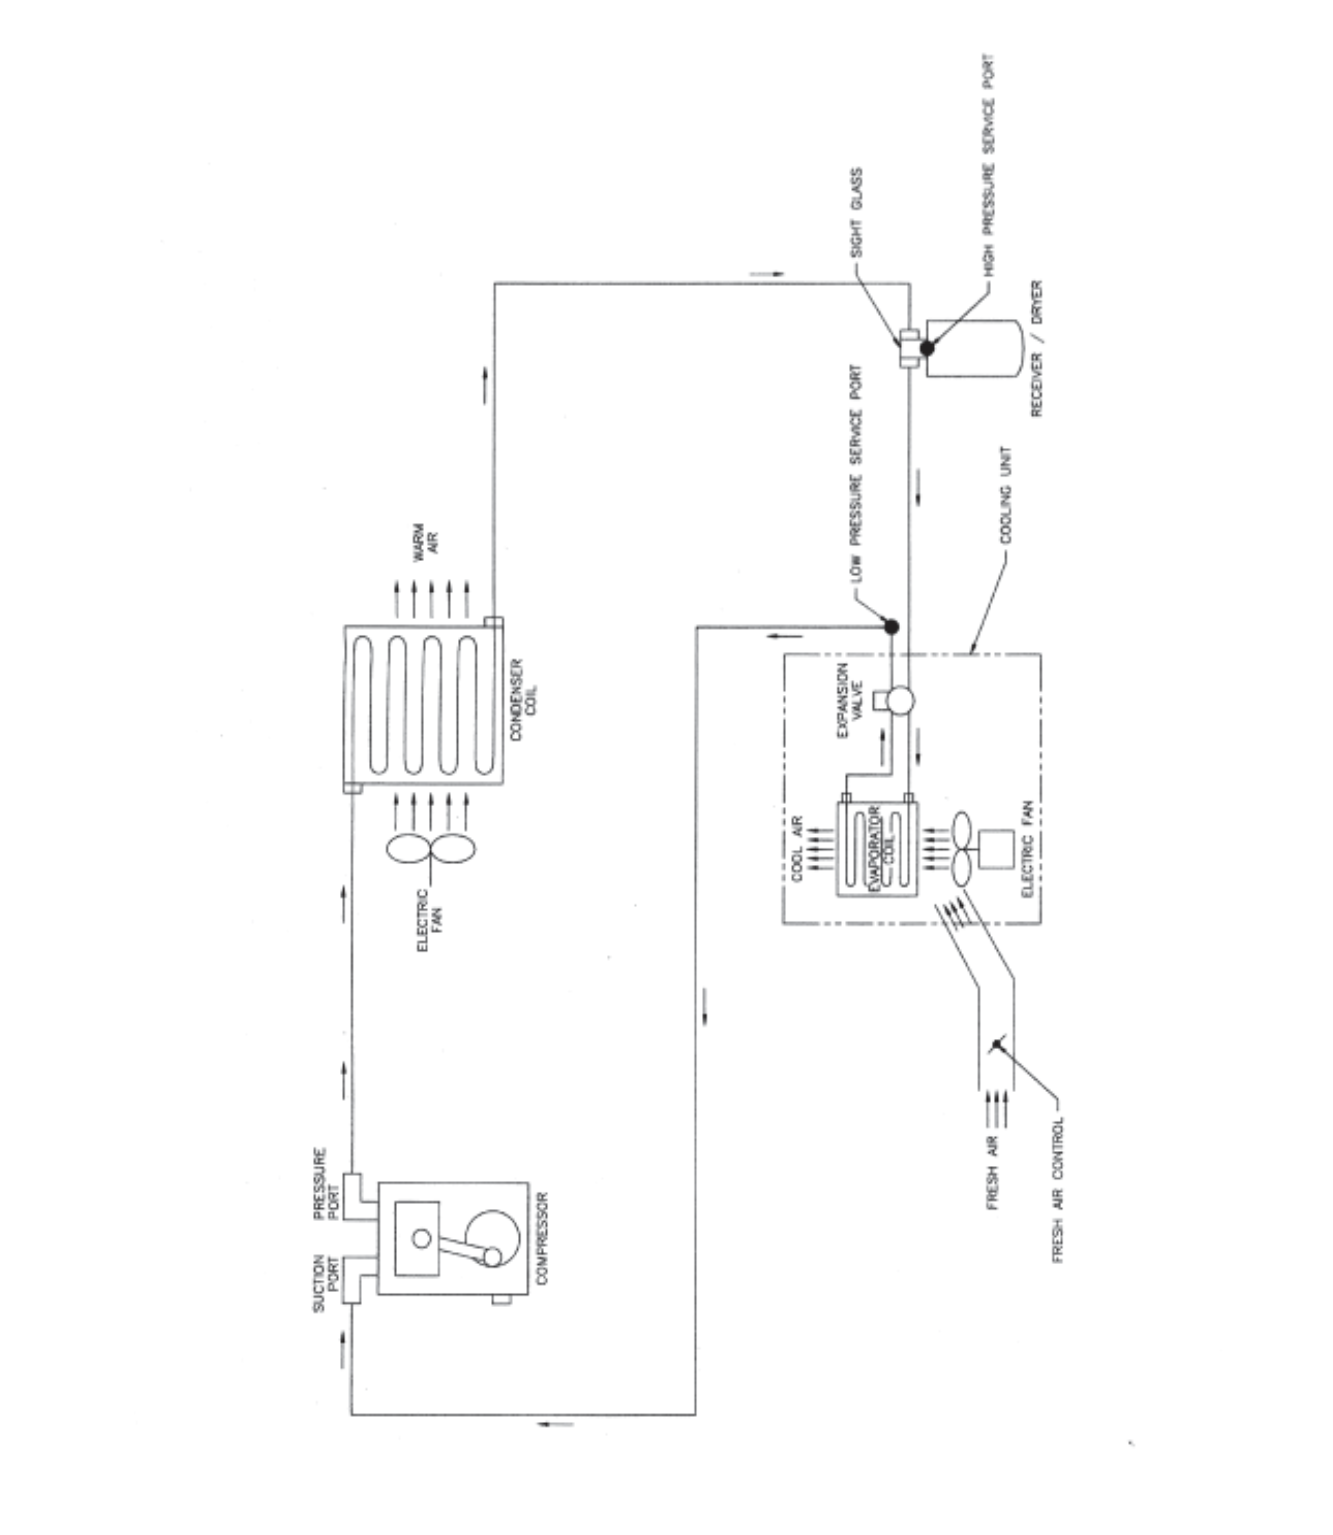 SUCTION
PORT
PRESSURE
PORT
COMPRESSOR
ELECTRIC
FAN
CONDENSER
COIL
WARM
AIR
SIGHT GLASS
HIGH PRESSURE SERVICE PORT
RECEIVER / DRYER
LOW PRESSURE SERVICE PORT
COOLING UNIT
EXPANSION
VALVE
COOL AIR
EVAPORATOR
COIL
ELECTRIC FAN
FRESH AIR
FRESH AIR CONTROL